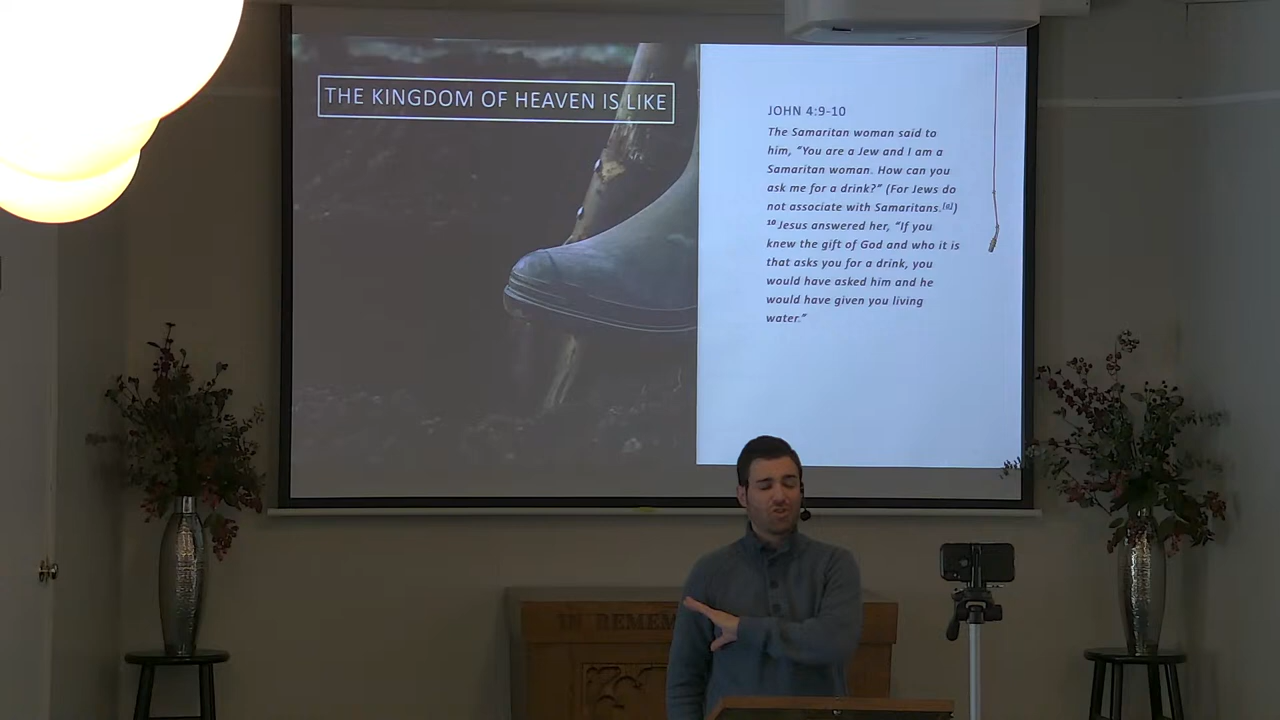 THE KINGDOM OF HEAVEN IS LIKE
JOHN 4:9-10
The Samaritan woman said to
him, “You are a Jew and I am a
Samaritan woman. How can you
ask me for a drink?” (For Jews do
not associate with Samaritans.[a])
10 Jesus answered her, “If you
knew the gift of God and who it is
that asks you for a drink, you
would have asked him and he
would have given you living
water.”
IN REMEM